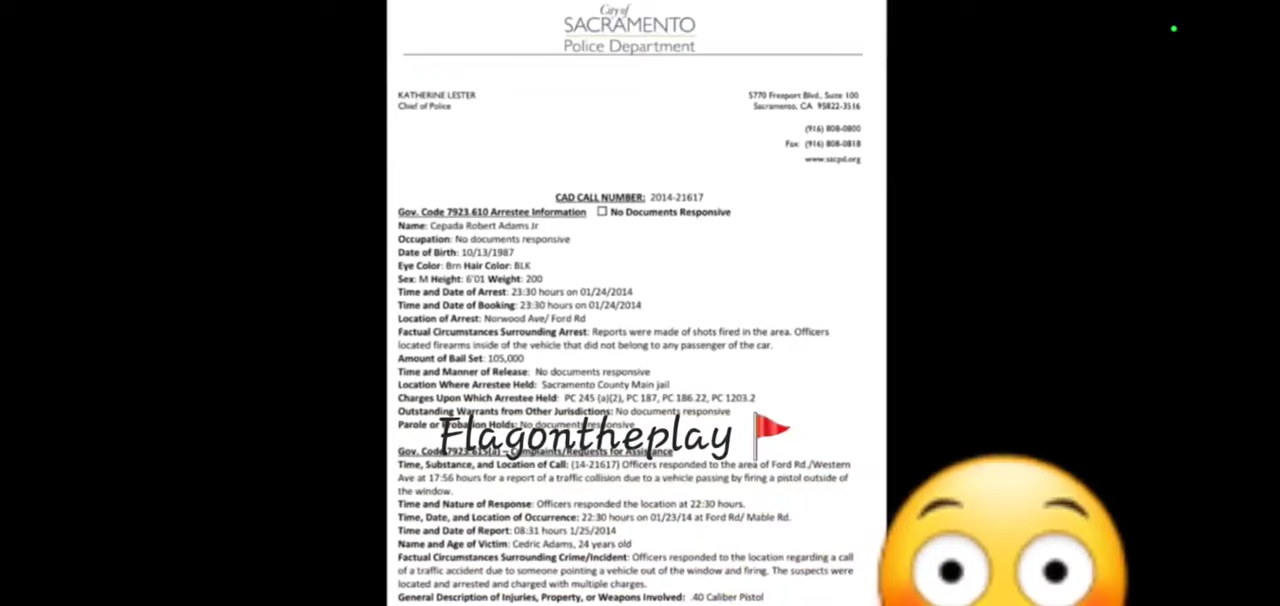 City of
SACRAMENTO
Police Department
KATHERINE LESTER
Chief of Police
5770 Freeport Blvd., Suite 100
Sacramento, CA 95822-3516
(916) 808-0800
Fax: (916) 808-0818
www.sacpd.org
CAD CALL NUMBER: 2014-21617
Gov. Code 7923.610 Arrestee Information ☐ No Documents Responsive
Name: Cepada Robert Adams Jr
Occupation: No documents responsive
Date of Birth: 10/13/1987
Eye Color: Brn Hair Color: BLK
Sex: M Height: 6'01 Weight: 200
Time and Date of Arrest: 23:30 hours on 01/24/2014
Time and Date of Booking: 23:30 hours on 01/24/2014
Location of Arrest: Norwood Ave/ Ford Rd
Factual Circumstances Surrounding Arrest: Reports were made of shots fired in the area. Officers
located firearms inside of the vehicle that did not belong to any passenger of the car.
Amount of Bail Set: 105,000
Time and Manner of Release: No documents responsive
Location Where Arrestee Held: Sacramento County Main jail
Charges Upon Which Arrestee Held: PC 245 (a)(2), PC 187, PC 186.22, PC 1203.2
Outstanding Warrants from Other Jurisdictions: No documents responsive
Parole or Probation Holds: No documents responsive
Flagontheplay 🚩
Gov. Code 7923.615(a) – Complaints/Requests for Assistance
Time, Substance, and Location of Call: (14-21617) Officers responded to the area of Ford Rd./Western
Ave at 17:56 hours for a report of a traffic collision due to a vehicle passing by firing a pistol outside of
the window.
Time and Nature of Response: Officers responded the location at 22:30 hours.
Time, Date, and Location of Occurrence: 22:30 hours on 01/23/14 at Ford Rd/ Mable Rd.
Time and Date of Report: 08:31 hours 1/25/2014
Name and Age of Victim: Cedric Adams, 24 years old
Factual Circumstances Surrounding Crime/Incident: Officers responded to the location regarding a call
of a traffic accident due to someone pointing a vehicle out of the window and firing. The suspects were
located and arrested and charged with multiple charges.
General Description of Injuries, Property, or Weapons Involved: .40 Caliber Pistol